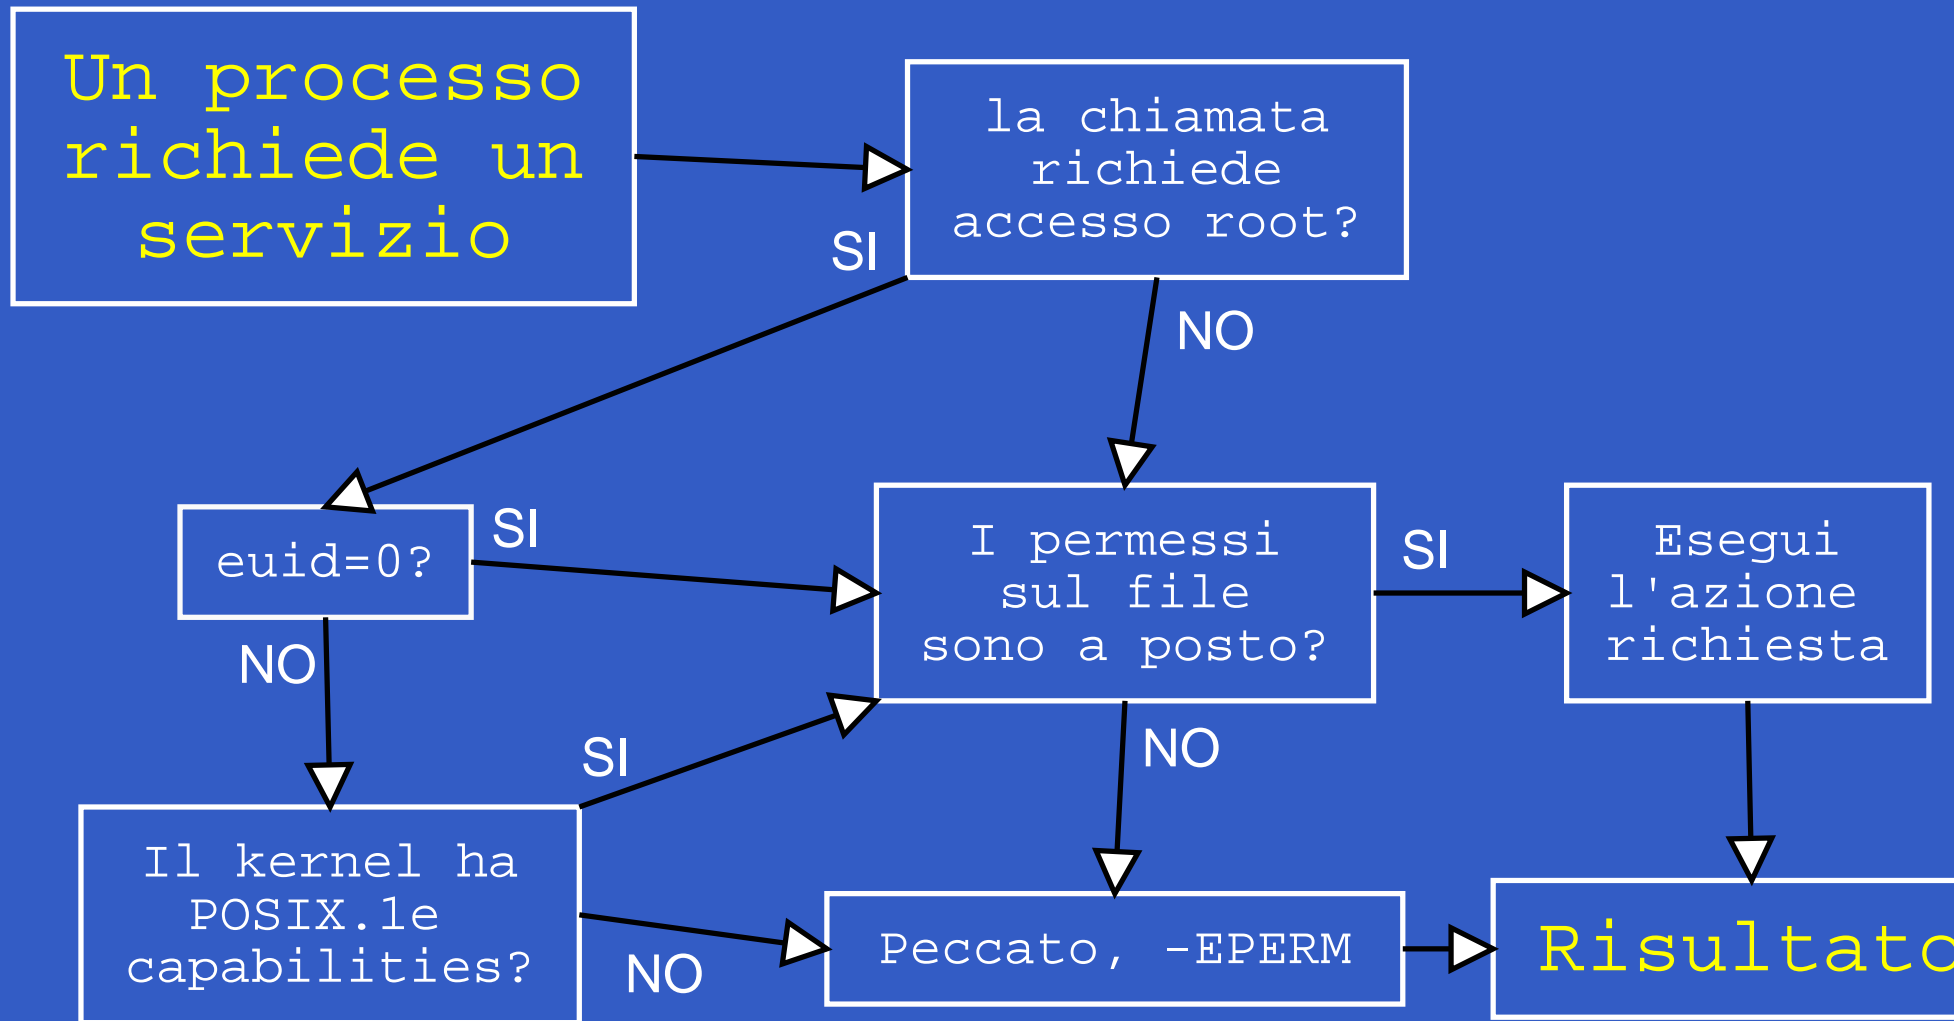 Un processo
richiede un
servizio
la chiamata
richiede
accesso root?
SI
NO
euid=0?
SI
I permessi
sul file
sono a posto?
SI
Esegui
l'azione
richiesta
NO
SI
NO
Il kernel ha
POSIX.1e
capabilities?
NO
Peccato, -EPERM
Risultato